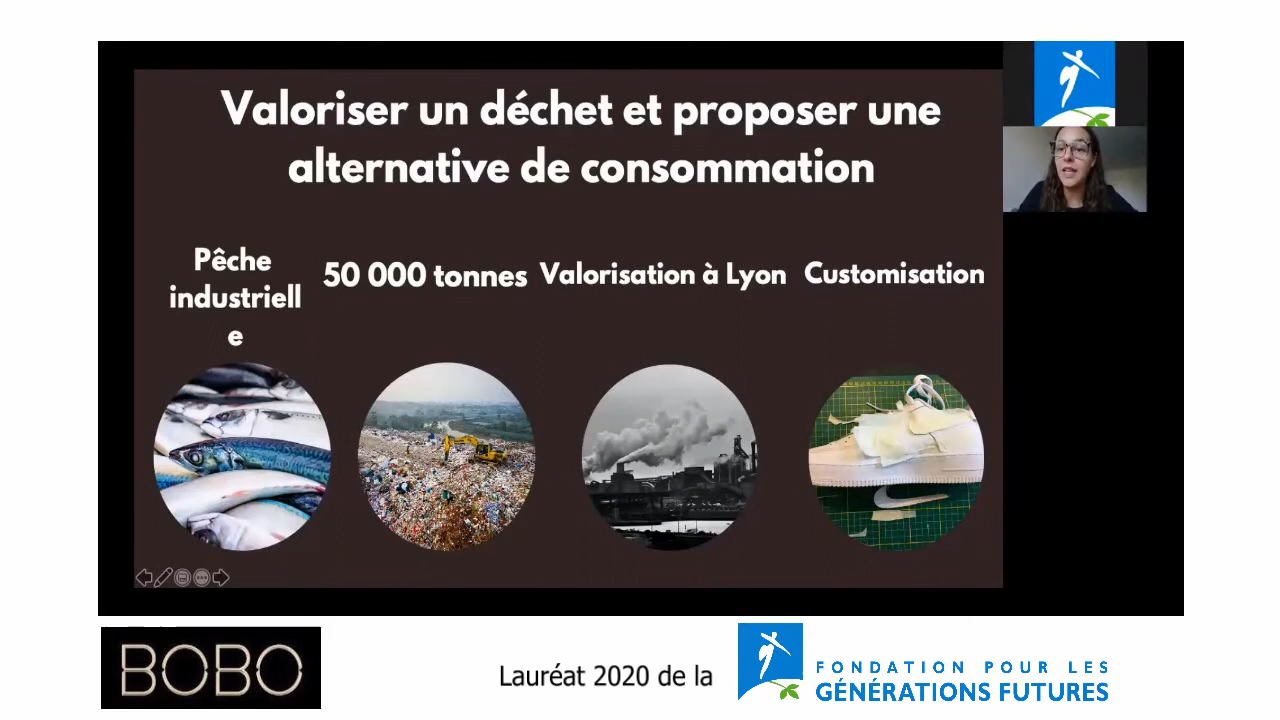 Valoriser un déchet et proposer une
alternative de consommation
Pêche
industriell
e
50 000 tonnes
Valorisation à Lyon
Customisation
BOBO
Lauréat 2020 de la
FONDATION POUR LES
GÉNÉRATIONS FUTURES